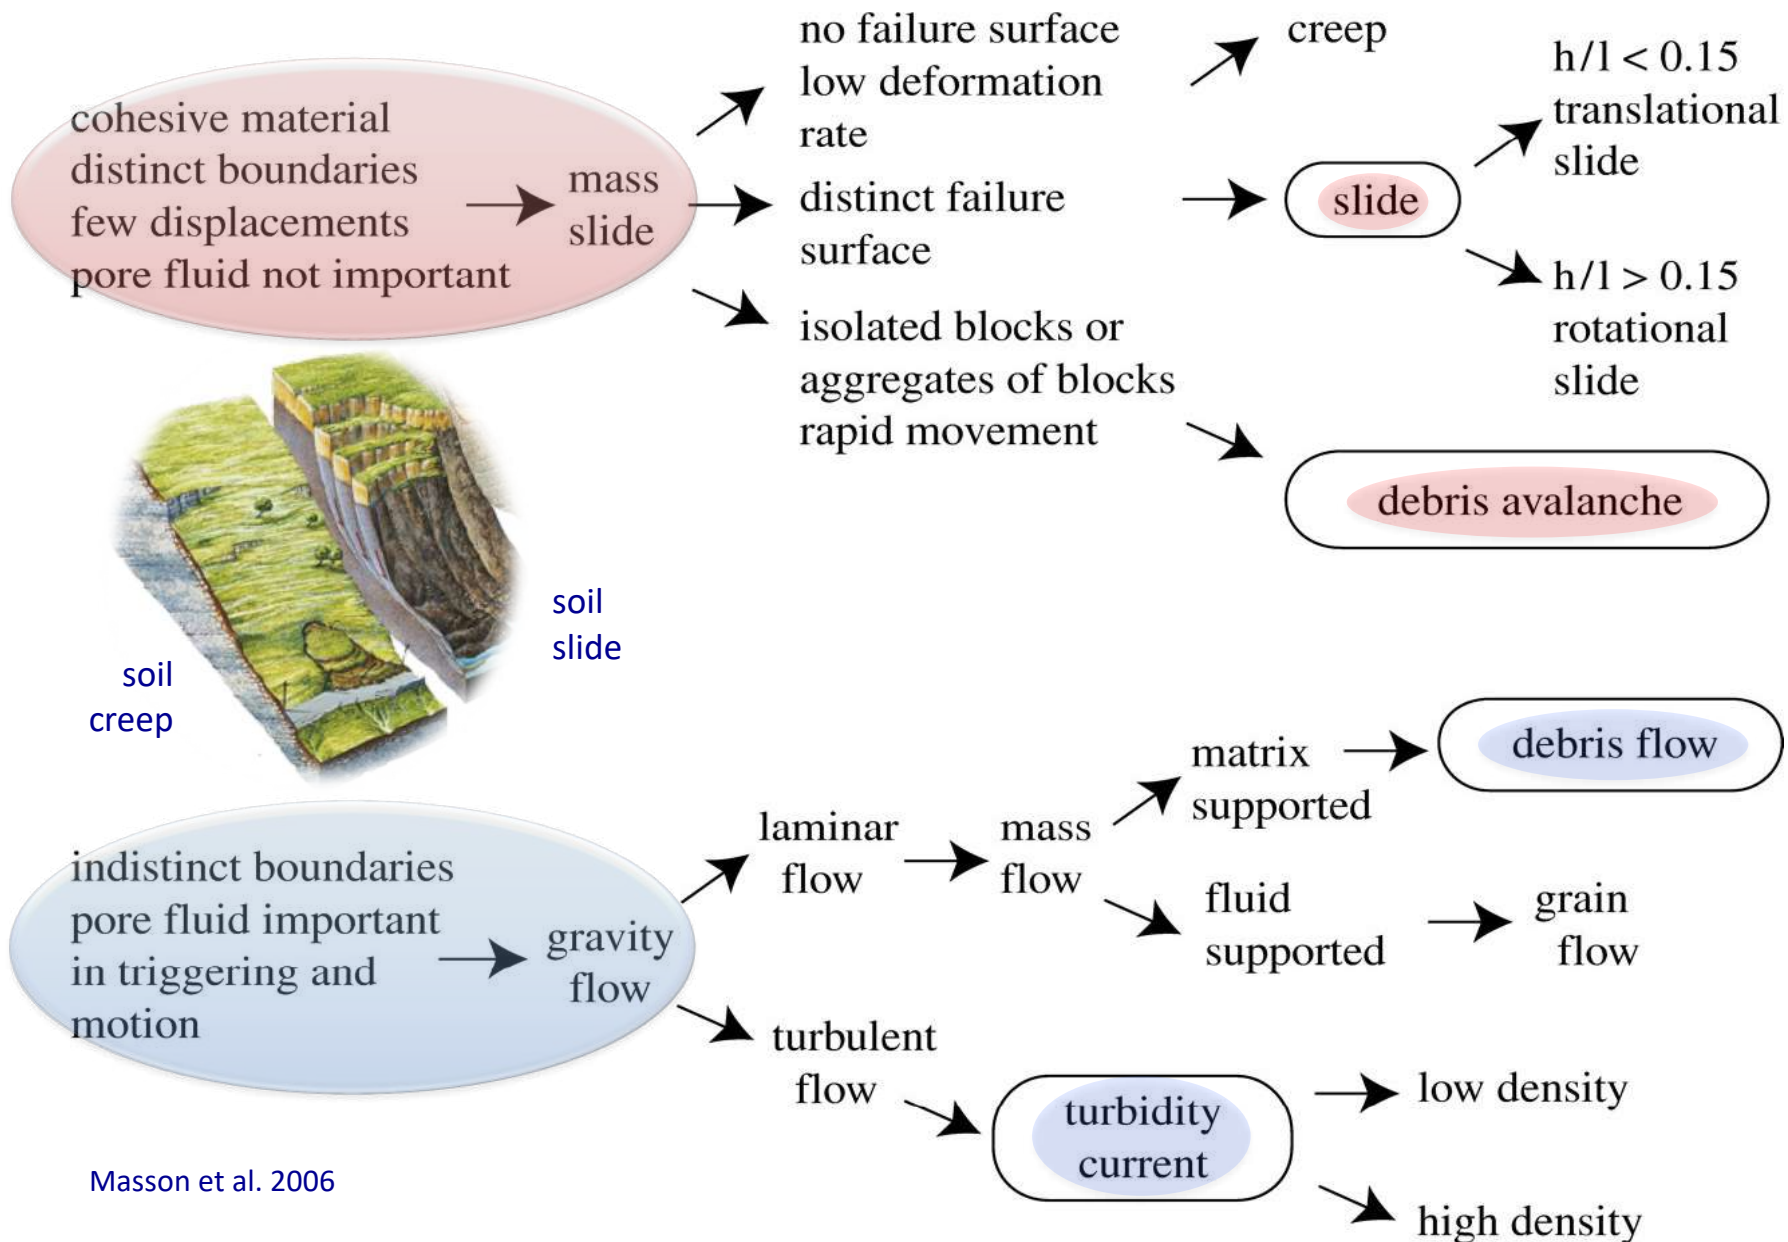 cohesive material
distinct boundaries
few displacements
pore fluid not important
mass
slide
no failure surface
low deformation
rate
creep
distinct failure
surface
slide
h/l < 0.15
translational
slide
h/l > 0.15
rotational
slide
isolated blocks or
aggregates of blocks
rapid movement
debris avalanche
soil
slide
soil
creep
indistinct boundaries
pore fluid important
in triggering and
motion
gravity
flow
laminar
flow
mass
flow
matrix
supported
debris flow
fluid
supported
grain
flow
turbulent
flow
turbidity
current
low density
high density
Masson et al. 2006